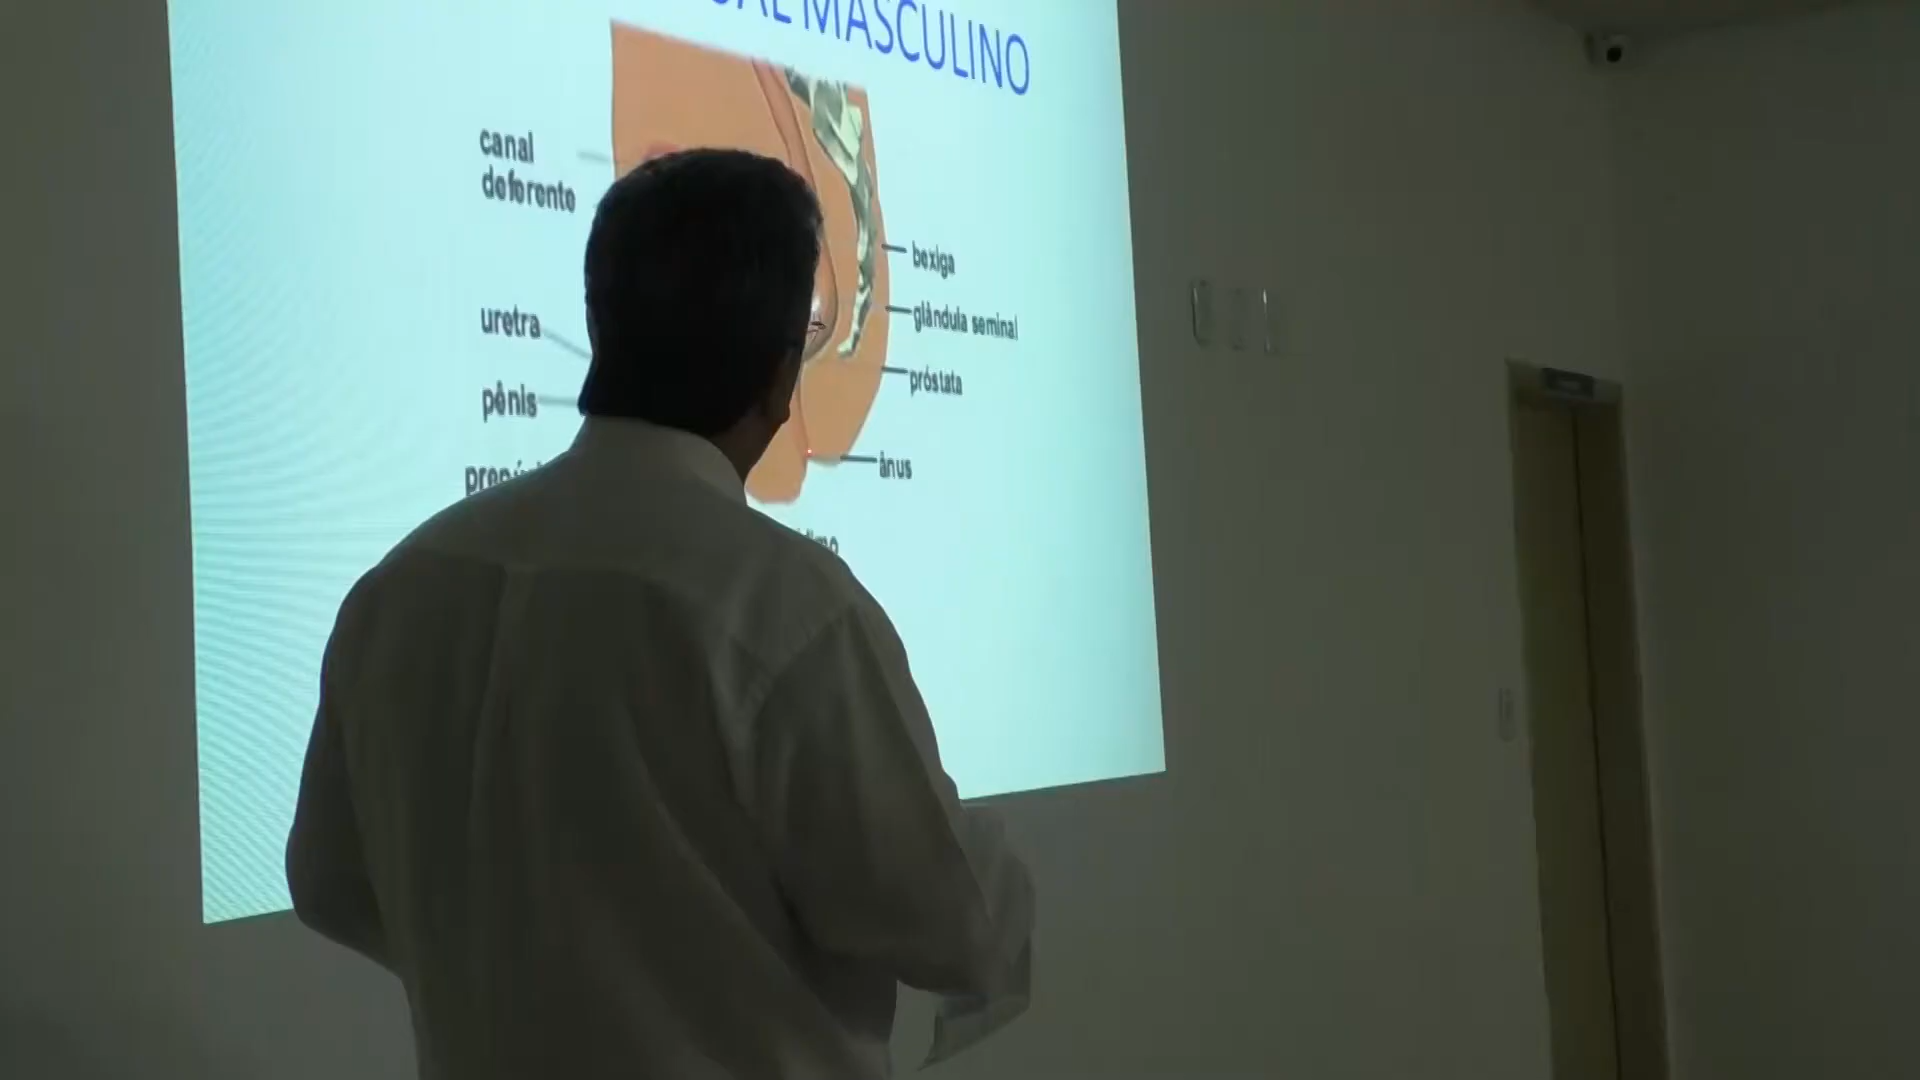 MASCULINO
canal
deferente
bexiga
glândula seminal
uretra
próstata
pênis
ânus